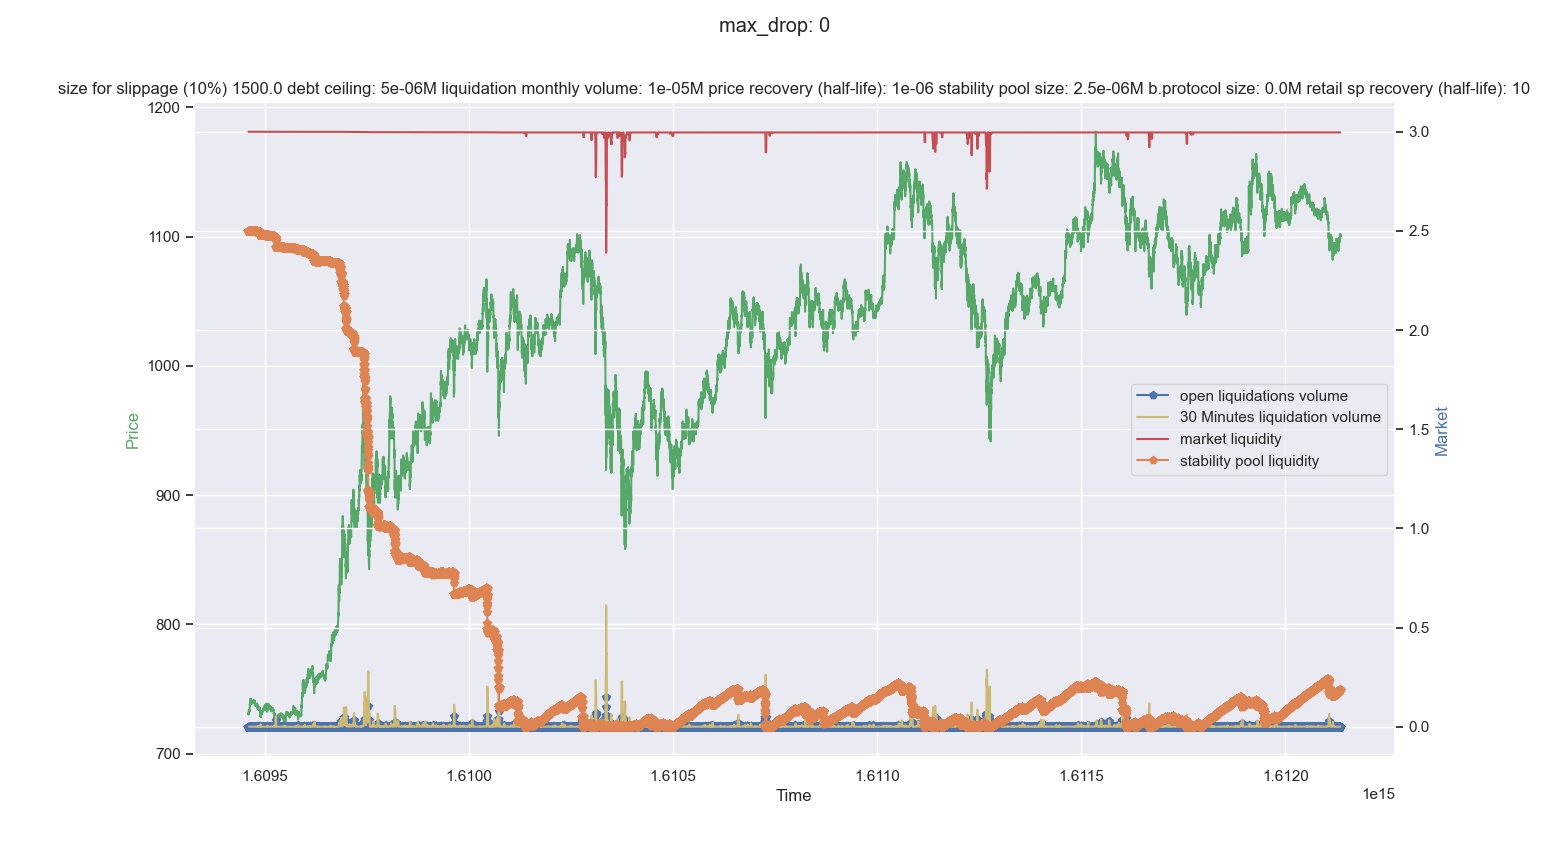 max_drop: 0
size for slippage (10%) 1500.0 debt ceiling: 5e-06M liquidation monthly volume: 1e-05M price recovery (half-life): 1e-06 stability pool size: 2.5e-06M b.protocol size: 0.0M retail sp recovery (half-life): 10
1200
1100
1000
900
800
700
Price
3.0
2.5
2.0
1.5
1.0
0.5
0.0
Market
open liquidations volume
30 Minutes liquidation volume
market liquidity
stability pool liquidity
1.6095 1.6100 1.6105 1.6110 1.6115 1.6120
Time
1e15